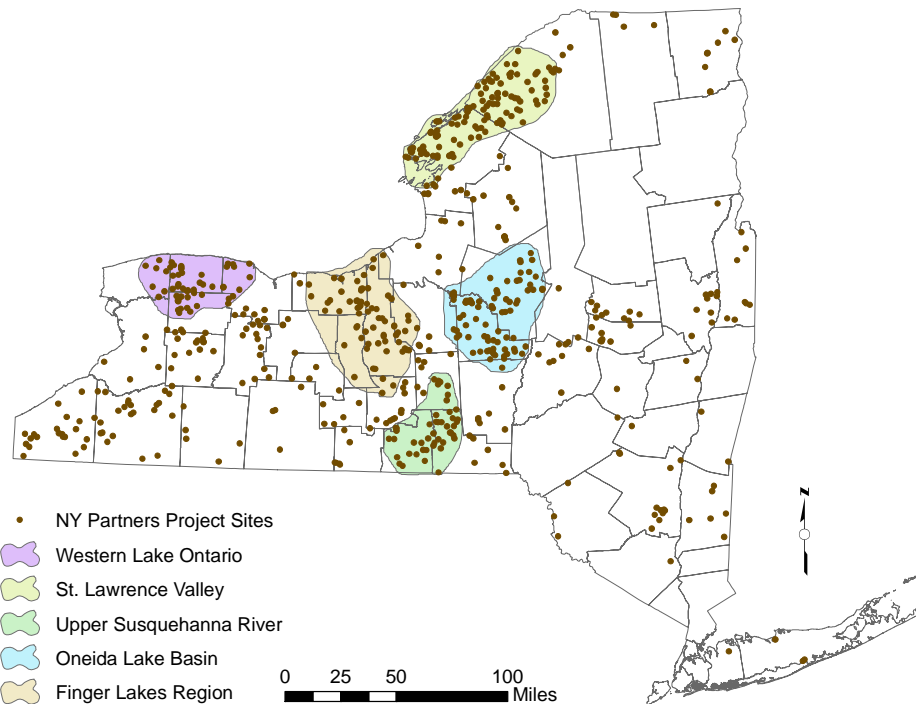 N
NY Partners Project Sites
Western Lake Ontario
St. Lawrence Valley
Upper Susquehanna River
Oneida Lake Basin
Finger Lakes Region
0 25 50 100
Miles